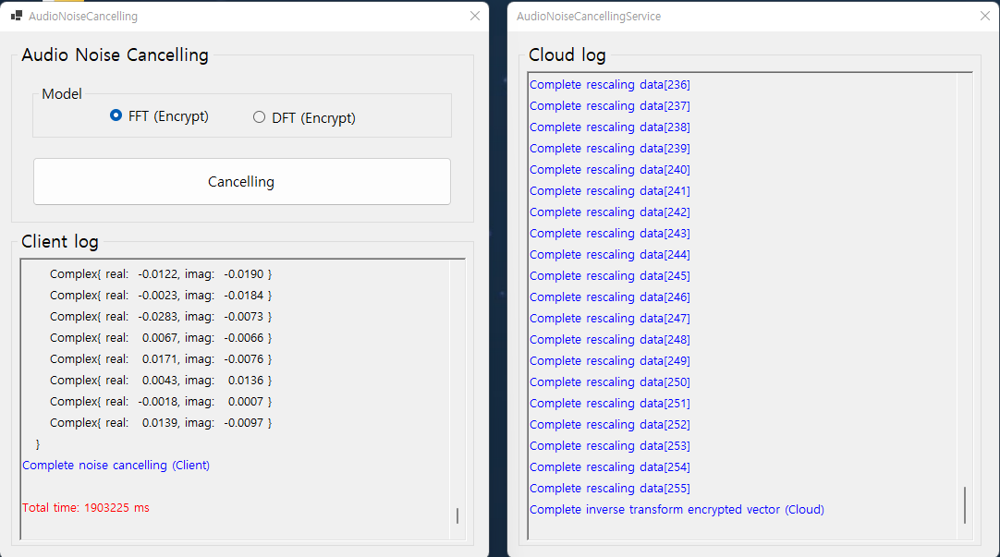 AudioNoiseCancelling
Audio Noise Cancelling
Model
FFT (Encrypt)
DFT (Encrypt)
Cancelling
Client log
Complex{ real: -0.0122, imag: -0.0190 }
Complex{ real: -0.0023, imag: -0.0184 }
Complex{ real: -0.0283, imag: -0.0073 }
Complex{ real: 0.0067, imag: -0.0066 }
Complex{ real: 0.0171, imag: -0.0076 }
Complex{ real: 0.0043, imag: 0.0136 }
Complex{ real: -0.0018, imag: 0.0007 }
Complex{ real: 0.0139, imag: -0.0097 }
}
Complete noise cancelling (Client)
Total time: 1903225 ms
AudioNoiseCancellingService
Cloud log
Complete rescaling data[236]
Complete rescaling data[237]
Complete rescaling data[238]
Complete rescaling data[239]
Complete rescaling data[240]
Complete rescaling data[241]
Complete rescaling data[242]
Complete rescaling data[243]
Complete rescaling data[244]
Complete rescaling data[245]
Complete rescaling data[246]
Complete rescaling data[247]
Complete rescaling data[248]
Complete rescaling data[249]
Complete rescaling data[250]
Complete rescaling data[251]
Complete rescaling data[252]
Complete rescaling data[253]
Complete rescaling data[254]
Complete rescaling data[255]
Complete inverse transform encrypted vector (Cloud)